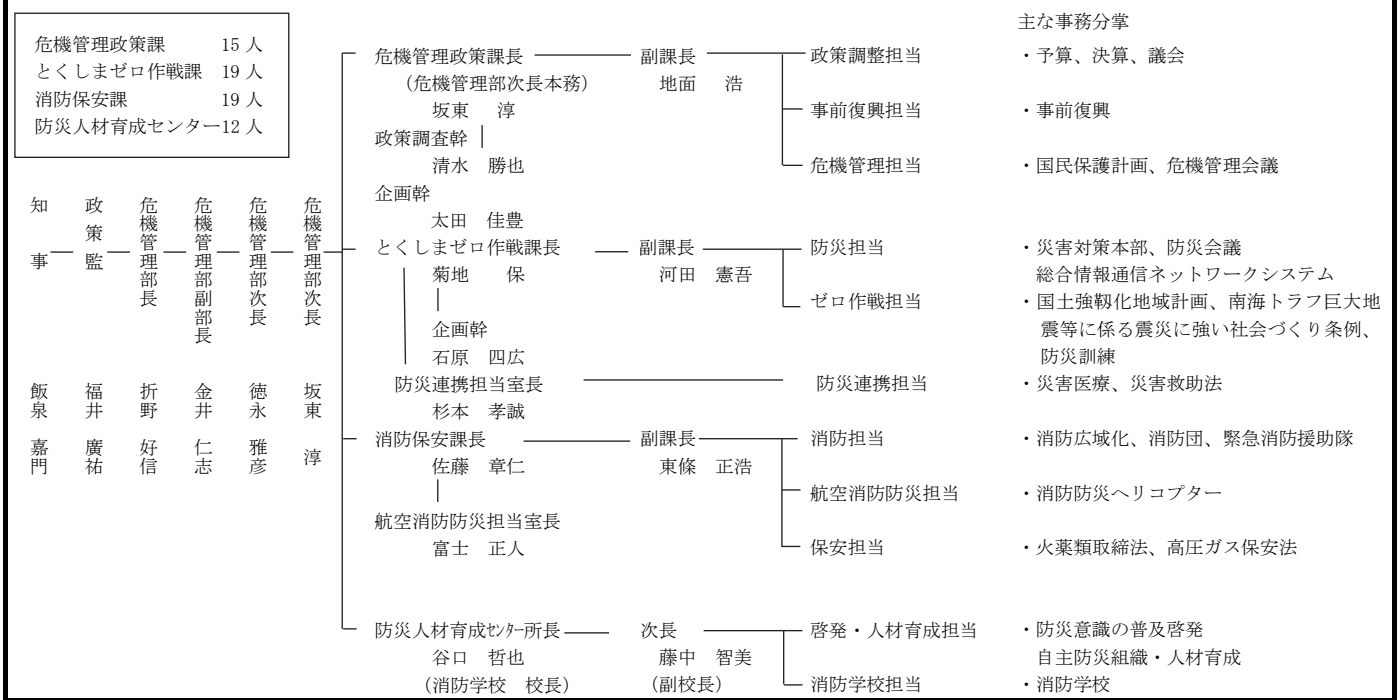 主な事務分掌
危機管理政策課 15人
とくしまゼロ作戦課 19人
消防保安課 19人
防災人材育成センター12人
知事 飯泉 嘉門
政策監 福井 廣祐
危機管理部長 折野 好信
危機管理部副部長 金井 仁志
危機管理部次長 徳永 雅彦
危機管理部次長 坂東 淳
危機管理政策課長 副課長 政策調整担当 ・予算、決算、議会
(危機管理部次長本務) 地面 浩
坂東 淳 事前復興担当 ・事前復興
政策調査幹
清水 勝也 危機管理担当 ・国民保護計画、危機管理会議
企画幹
太田 佳豊
とくしまゼロ作戦課長 副課長 防災担当 ・災害対策本部、防災会議
菊地 保 河田 憲吾 総合情報通信ネットワークシステム
ゼロ作戦担当 ・国土強靱化地域計画、南海トラフ巨大地
企画幹 震等に係る震災に強い社会づくり条例、
石原 四広 防災訓練
防災連携担当室長 防災連携担当 ・災害医療、災害救助法
杉本 孝誠
消防保安課長 副課長 消防担当 ・消防広域化、消防団、緊急消防援助隊
佐藤 章仁 東條 正浩
航空消防防災担当 ・消防防災ヘリコプター
航空消防防災担当室長
富士 正人 保安担当 ・火薬類取締法、高圧ガス保安法
防災人材育成センター所長 次長 啓発・人材育成担当 ・防災意識の普及啓発
谷口 哲也 藤中 智美 自主防災組織・人材育成
(消防学校 校長) (副校長) 消防学校担当 ・消防学校